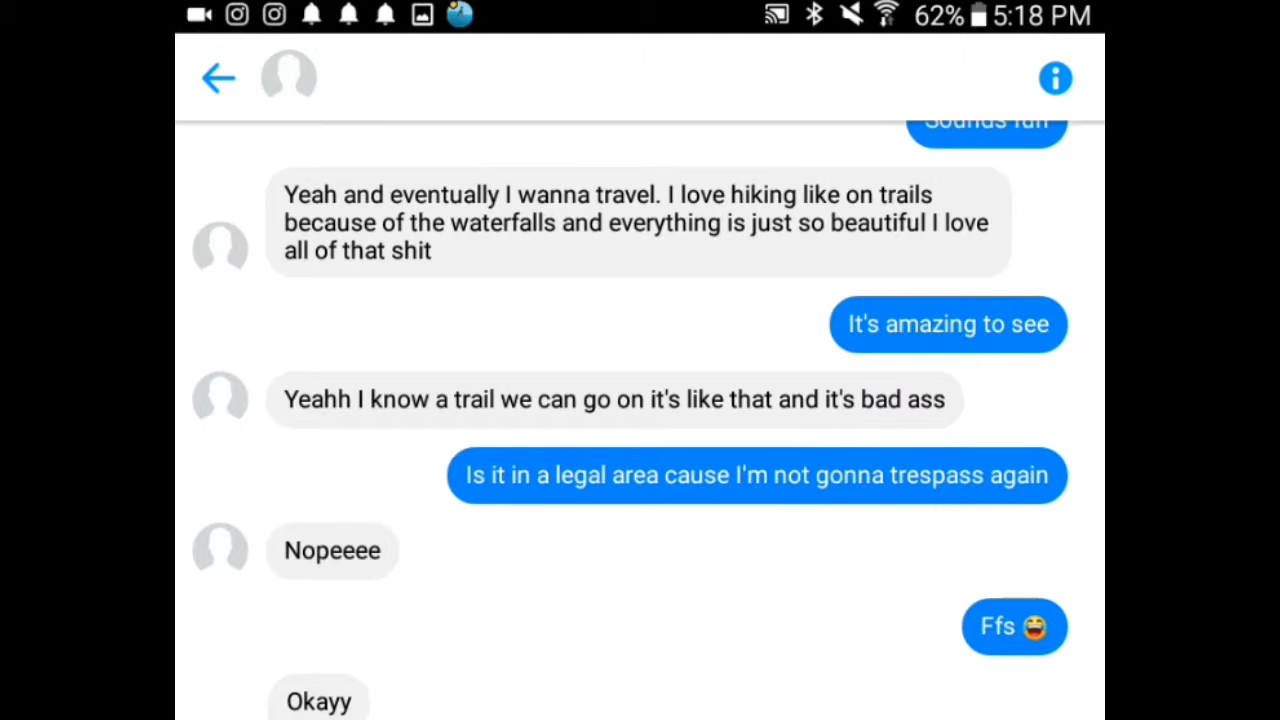 62% 5:18 PM
Sounds fun
Yeah and eventually I wanna travel. I love hiking like on trails
because of the waterfalls and everything is just so beautiful I love
all of that shit
It's amazing to see
Yeahh I know a trail we can go on it's like that and it's bad ass
Is it in a legal area cause I'm not gonna trespass again
Nopeeee
Ffs 😂
Okayy